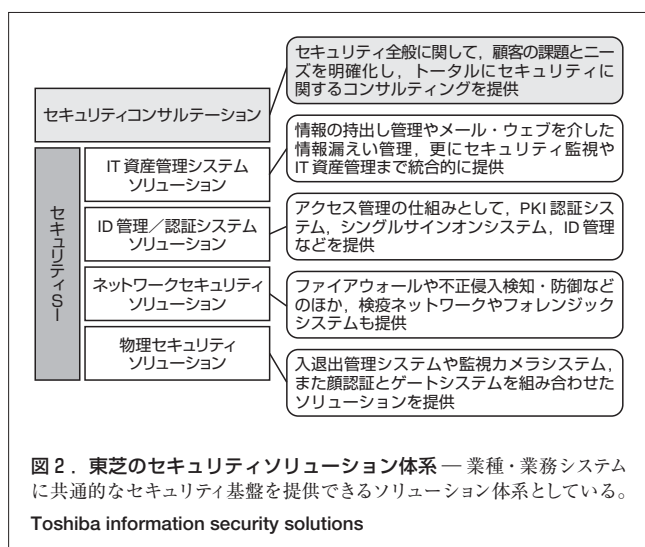 セキュリティ全般に関して，顧客の課題とニー
ズを明確化し，トータルにセキュリティに
関するコンサルティングを提供
セキュリティコンサルテーション
情報の持出し管理やメール・ウェブを介した
情報漏えい管理，更にセキュリティ監視や
IT資産管理まで統合的に提供
IT資産管理システム
ソリューション
セキュリティSI
アクセス管理の仕組みとして，PKI認証シス
テム，シングルサインオンシステム，ID管理
などを提供
ID管理／認証システム
ソリューション
ネットワークセキュリティ
ソリューション
ファイアウォールや不正侵入検知・防御など
のほか，検疫ネットワークやフォレンジック
システムも提供
物理セキュリティ
ソリューション
入退出管理システムや監視カメラシステム，
また顔認証とゲートシステムを組み合わせた
ソリューションを提供
図2．東芝のセキュリティソリューション体系 — 業種・業務システム
に共通的なセキュリティ基盤を提供できるソリューション体系としている。
Toshiba information security solutions